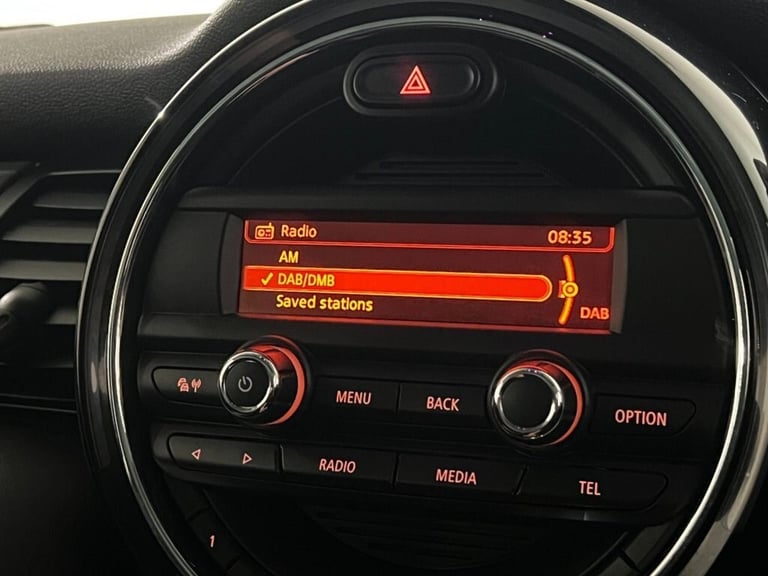 Radio 08:35
AM
✓ DAB/DMB
Saved stations
DAB
MENU BACK OPTION
RADIO MEDIA TEL
1